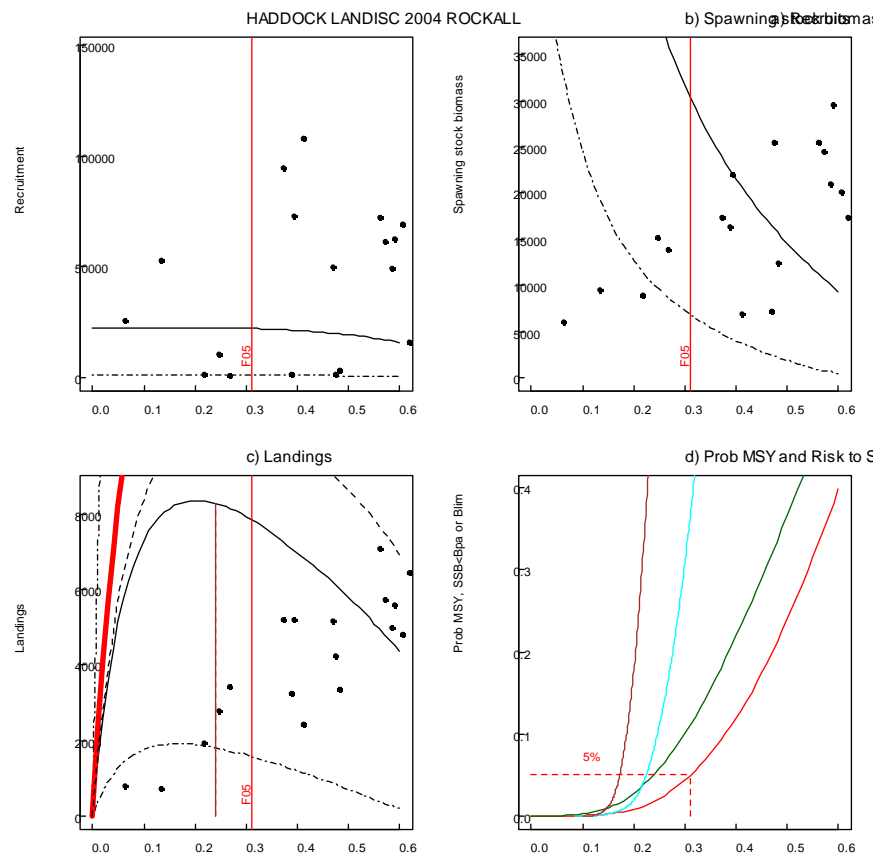 HADDOCK LANDISC 2004 ROCKALL
a) Recruits
b) Spawning stock biomas
Recruitment
150000
100000
50000
0
F05
0.0 0.1 0.2 0.3 0.4 0.5 0.6
Spawning stock biomass
35000
30000
25000
20000
15000
10000
5000
0
F05
0.0 0.1 0.2 0.3 0.4 0.5 0.6
c) Landings
Landings
8000
6000
4000
2000
0
F05
0.0 0.1 0.2 0.3 0.4 0.5 0.6
d) Prob MSY and Risk to S
Prob MSY, SSB<Bpa or Blim
0.4
0.3
0.2
0.1
0.0
5%
0.0 0.1 0.2 0.3 0.4 0.5 0.6